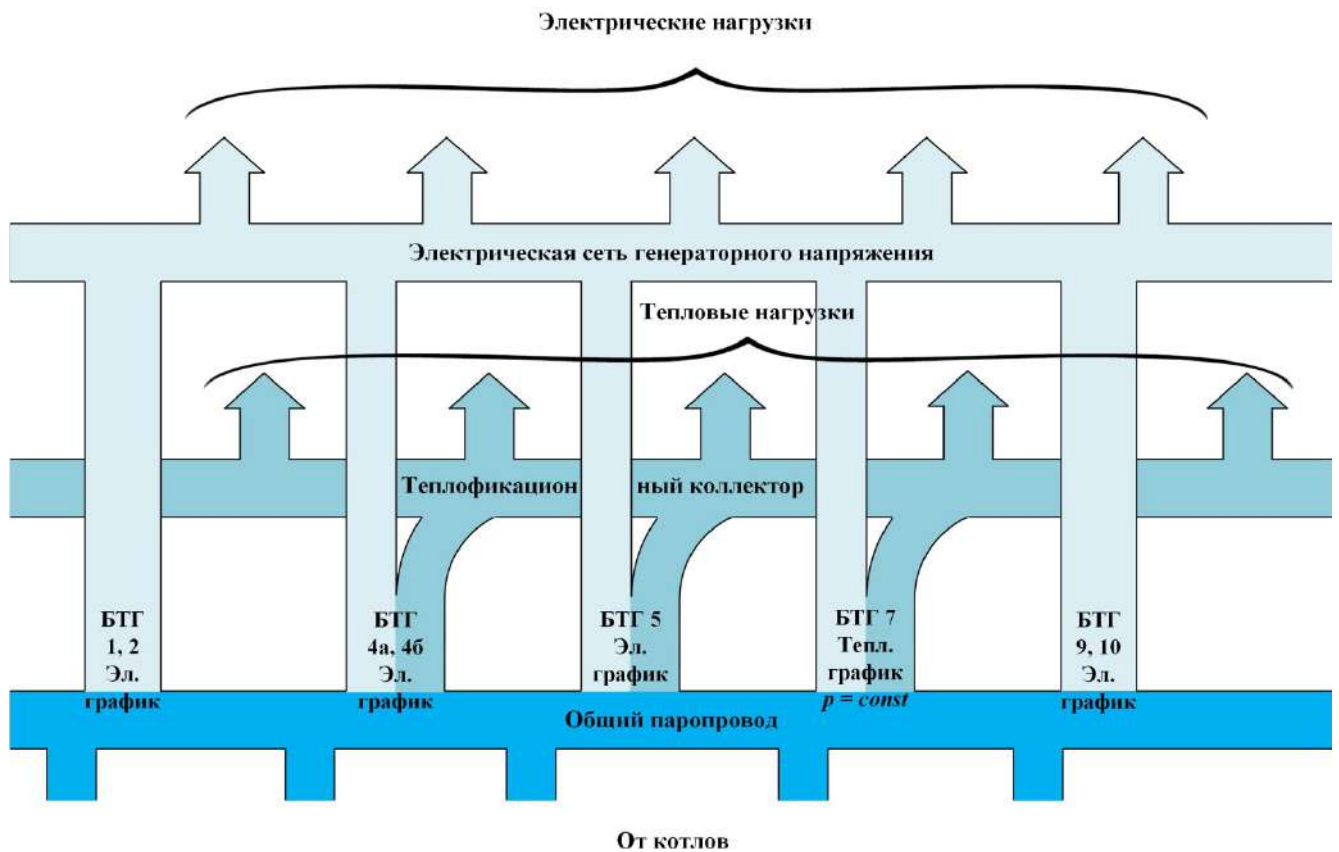 Электрические нагрузки
Электрическая сеть генераторного напряжения
Тепловые нагрузки
Теплофикацион ный коллектор
БТГ
1, 2
Эл.
график
БТГ
4а, 4б
Эл.
график
БТГ 5
Эл.
график
БТГ 7
Тепл.
график
p = const
БТГ
9, 10
Эл.
график
Общий паропровод
От котлов